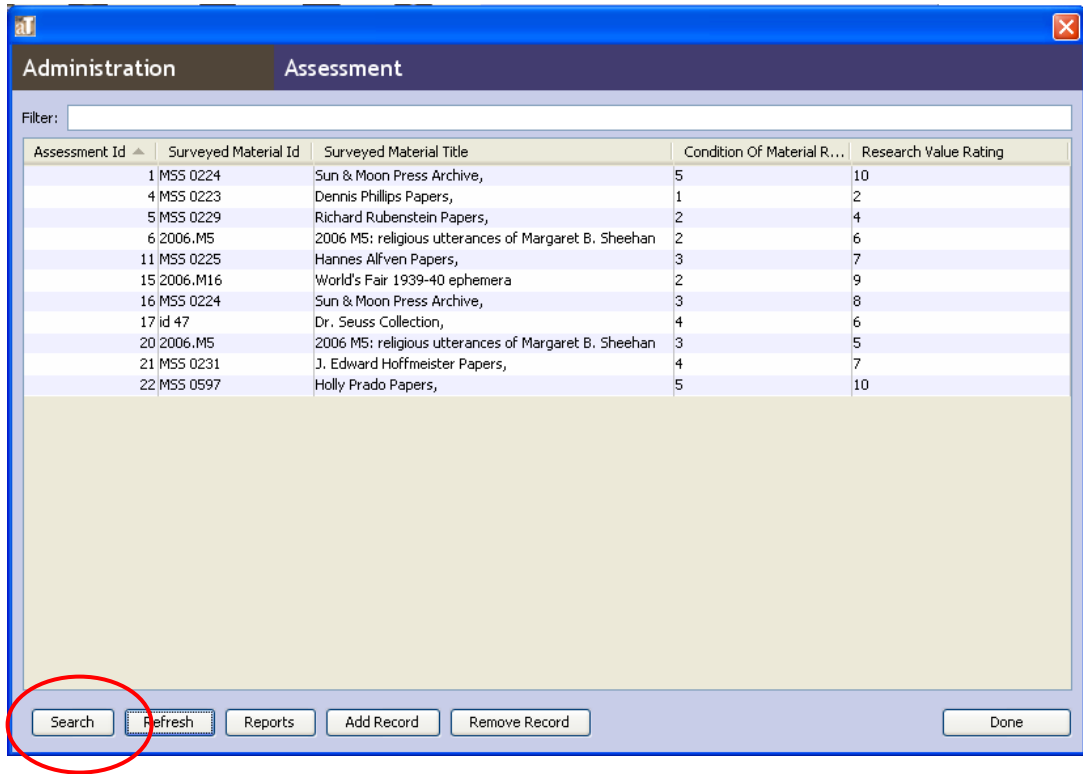 aT
Administration Assessment
Filter:
Assessment Id Surveyed Material Id Surveyed Material Title Condition Of Material R... Research Value Rating
1 MSS 0224 Sun & Moon Press Archive, 5 10
4 MSS 0223 Dennis Phillips Papers, 1 2
5 MSS 0229 Richard Rubenstein Papers, 2 4
6 2006.M5 2006 M5: religious utterances of Margaret B. Sheehan 2 6
11 MSS 0225 Hannes Alfven Papers, 3 7
15 2006.M16 World's Fair 1939-40 ephemera 2 9
16 MSS 0224 Sun & Moon Press Archive, 3 8
17 id 47 Dr. Seuss Collection, 4 6
20 2006.M5 2006 M5: religious utterances of Margaret B. Sheehan 3 5
21 MSS 0231 J. Edward Hoffmeister Papers, 4 7
22 MSS 0597 Holly Prado Papers, 5 10
Search Refresh Reports Add Record Remove Record Done